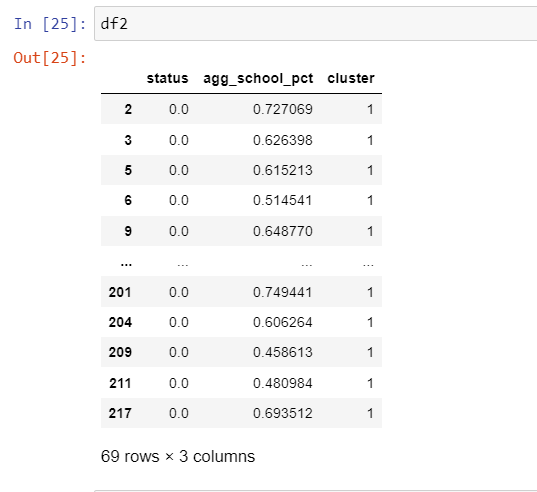 In [25]: df2
Out[25]:
status agg_school_pct cluster
2 0.0 0.727069 1
3 0.0 0.626398 1
5 0.0 0.615213 1
6 0.0 0.514541 1
9 0.0 0.648770 1
... ... ... ...
201 0.0 0.749441 1
204 0.0 0.606264 1
209 0.0 0.458613 1
211 0.0 0.480984 1
217 0.0 0.693512 1
69 rows × 3 columns